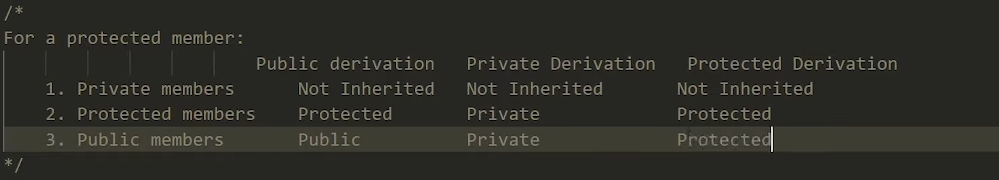 /*
For a protected member:
Public derivation Private Derivation Protected Derivation
1. Private members Not Inherited Not Inherited Not Inherited
2. Protected members Protected Private Protected
3. Public members Public Private Protected
*/